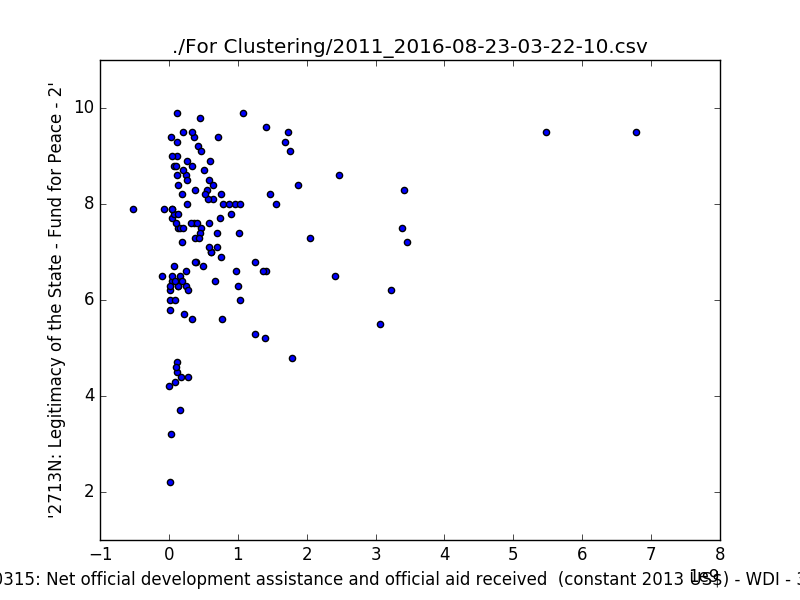 ./For Clustering/2011_2016-08-23-03-22-10.csv
'2713N: Legitimacy of the State - Fund for Peace - 2'
10
8
6
4
2
−1 0 1 2 3 4 5 6 7 8
1e9
0315: Net official development assistance and official aid received (constant 2013 US$) - WDI - 3